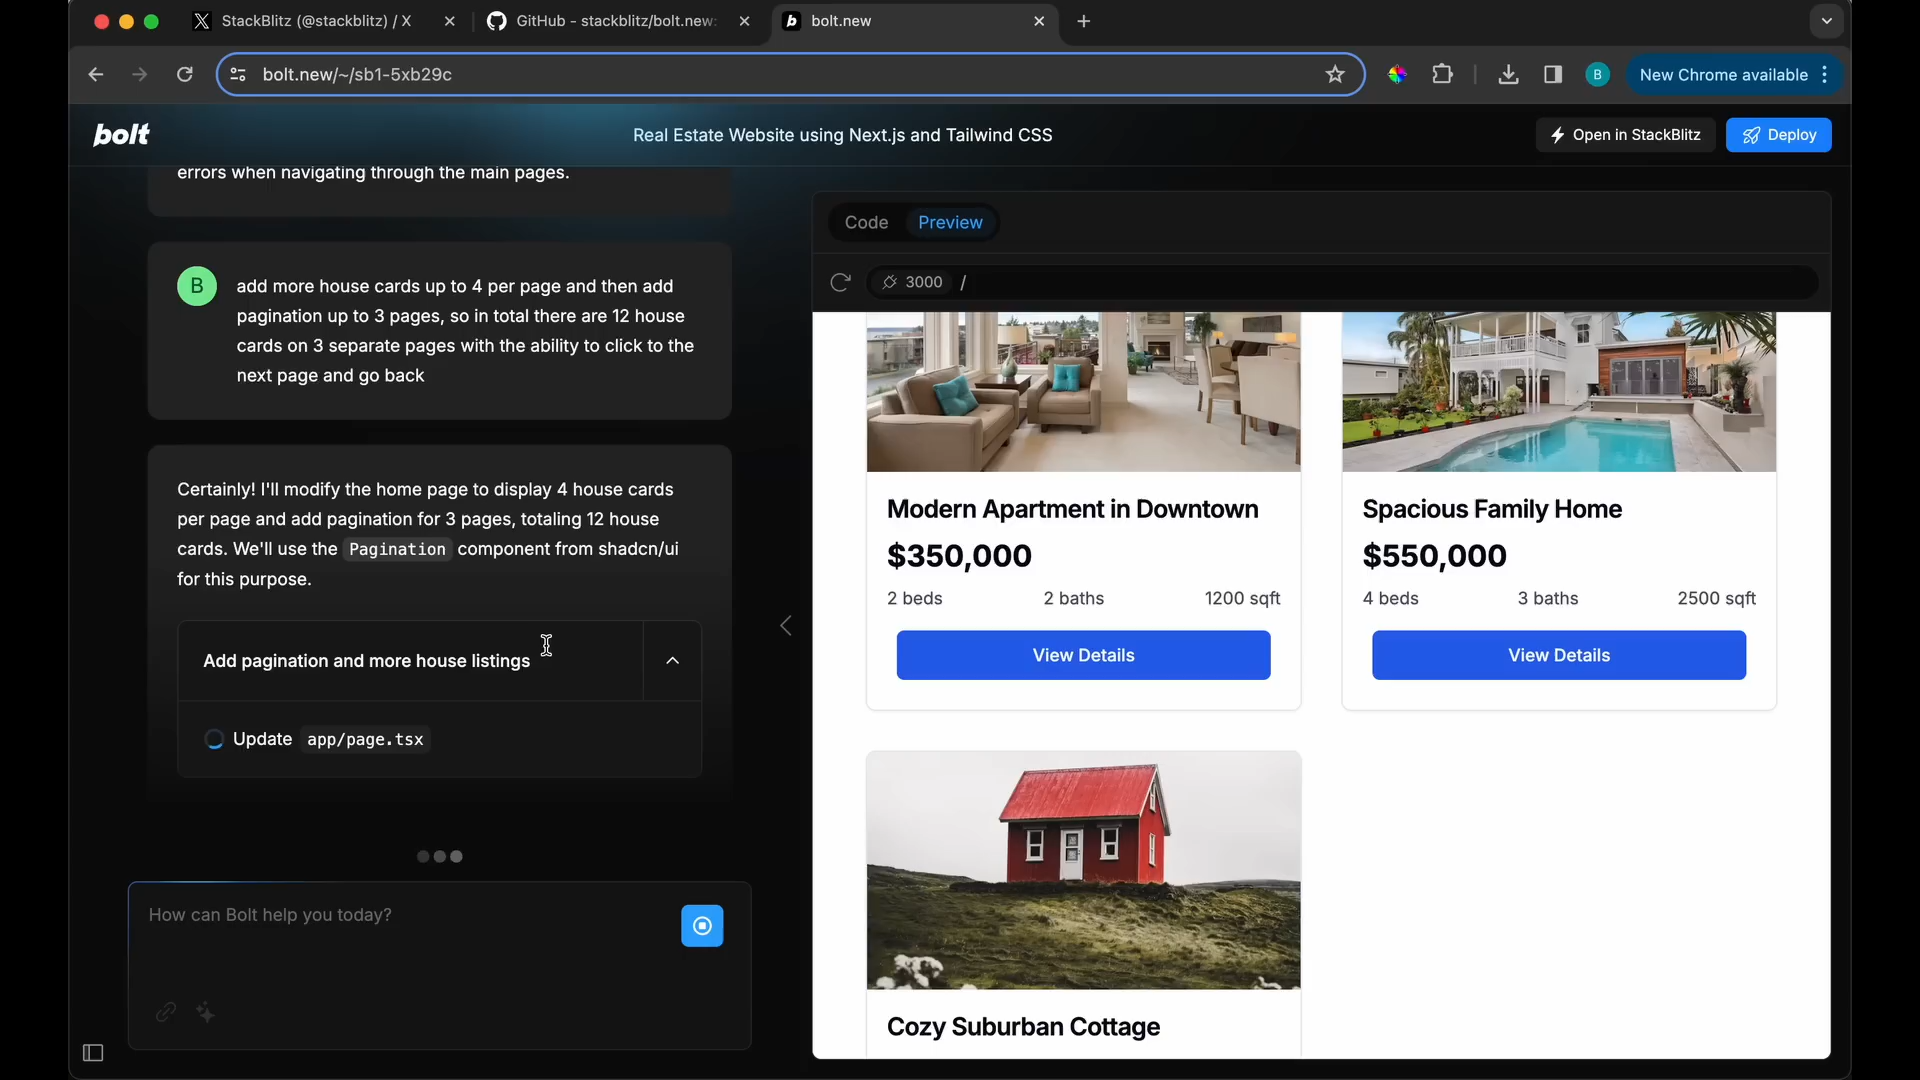 StackBlitz (@stackblitz) / X
GitHub - stackblitz/bolt.new:
bolt.new
bolt.new/~/sb1-5xb29c
B
New Chrome available
bolt
Real Estate Website using Next.js and Tailwind CSS
Open in StackBlitz
Deploy
errors when navigating through the main pages.
B
add more house cards up to 4 per page and then add
pagination up to 3 pages, so in total there are 12 house
cards on 3 separate pages with the ability to click to the
next page and go back
Certainly! I'll modify the home page to display 4 house cards
per page and add pagination for 3 pages, totaling 12 house
cards. We'll use the Pagination component from shadcn/ui
for this purpose.
Add pagination and more house listings
Update app/page.tsx
How can Bolt help you today?
Code
Preview
3000 /
Modern Apartment in Downtown
$350,000
2 beds 2 baths 1200 sqft
View Details
Spacious Family Home
$550,000
4 beds 3 baths 2500 sqft
View Details
Cozy Suburban Cottage